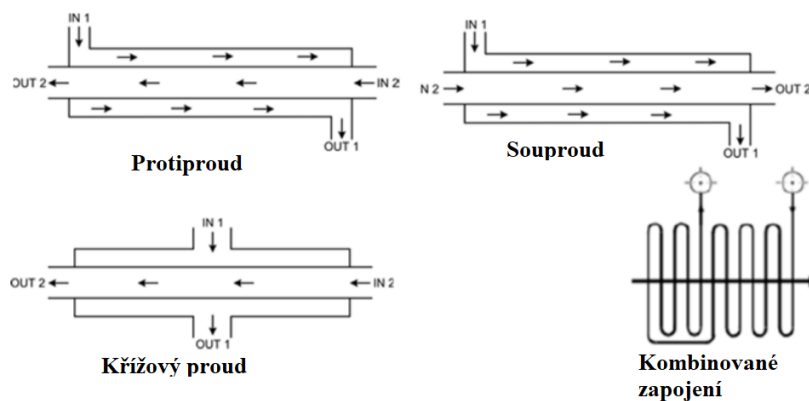 IN 1
OUT 2
IN 2
OUT 1
Protiproud
IN 1
N 2
OUT 2
OUT 1
Souproud
IN 1
OUT 2
IN 2
OUT 1
Křížový proud
Kombinované
zapojení